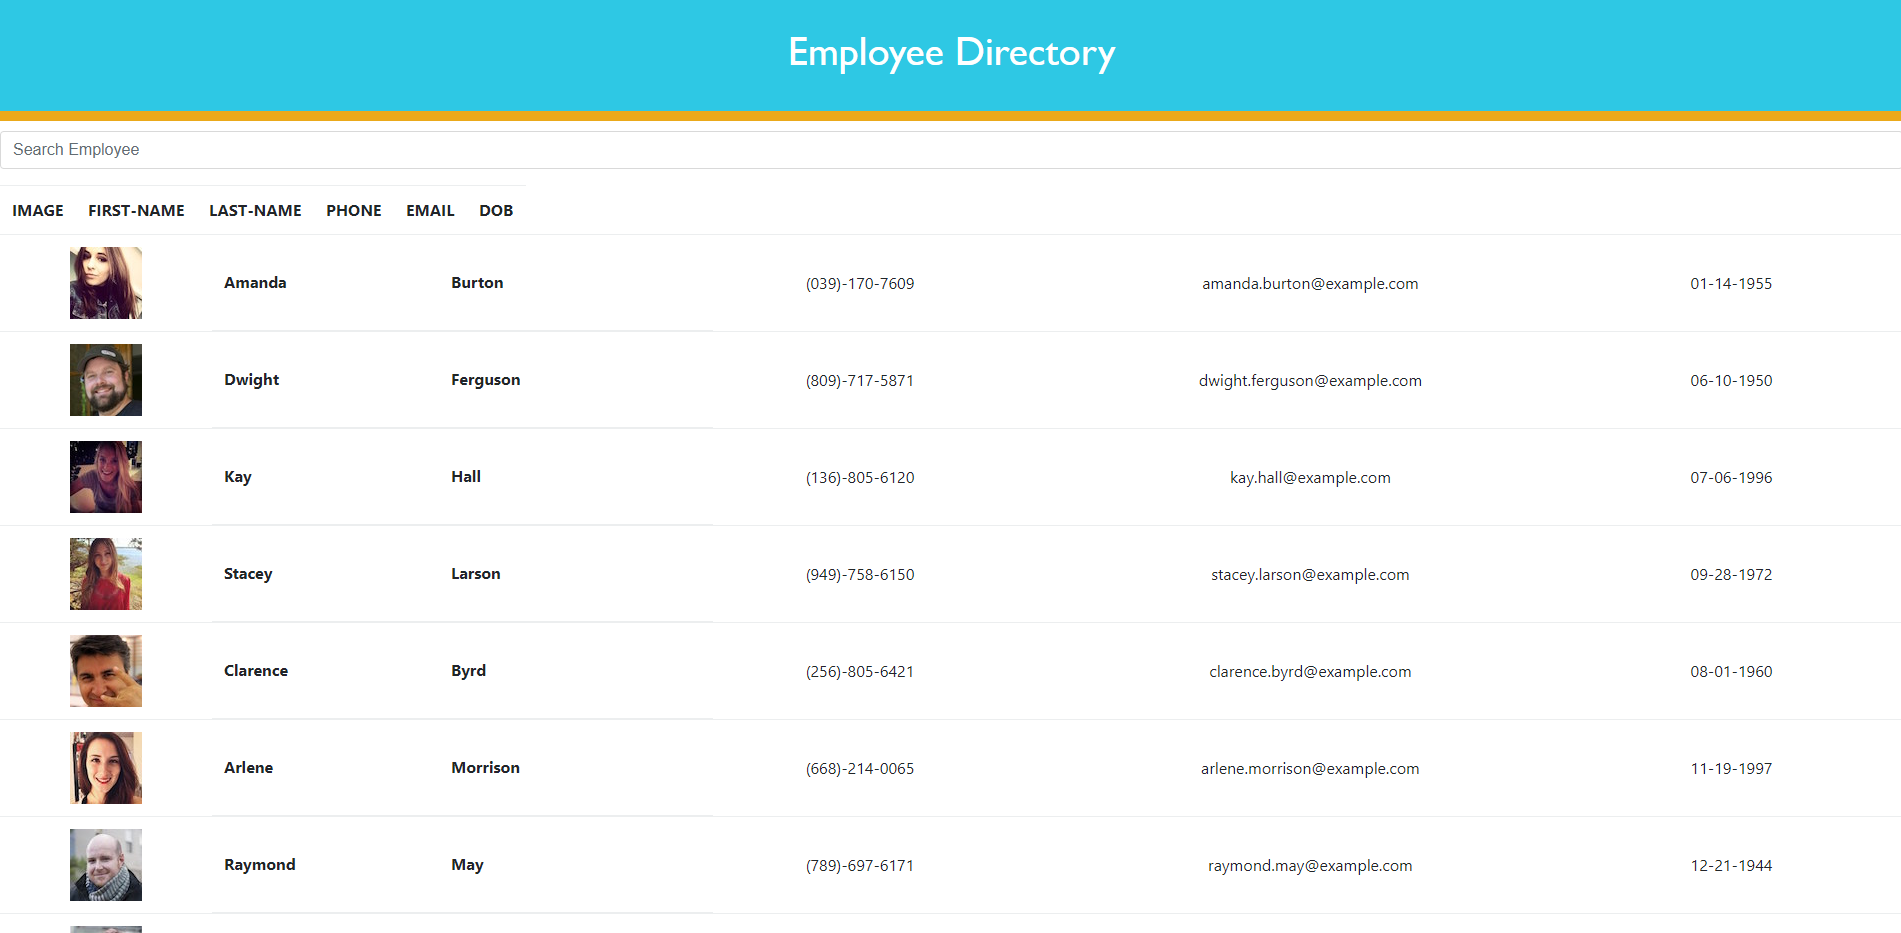 Employee Directory
Search Employee
IMAGE FIRST-NAME LAST-NAME PHONE EMAIL DOB
Amanda Burton (039)-170-7609 amanda.burton@example.com 01-14-1955
Dwight Ferguson (809)-717-5871 dwight.ferguson@example.com 06-10-1950
Kay Hall (136)-805-6120 kay.hall@example.com 07-06-1996
Stacey Larson (949)-758-6150 stacey.larson@example.com 09-28-1972
Clarence Byrd (256)-805-6421 clarence.byrd@example.com 08-01-1960
Arlene Morrison (668)-214-0065 arlene.morrison@example.com 11-19-1997
Raymond May (789)-697-6171 raymond.may@example.com 12-21-1944